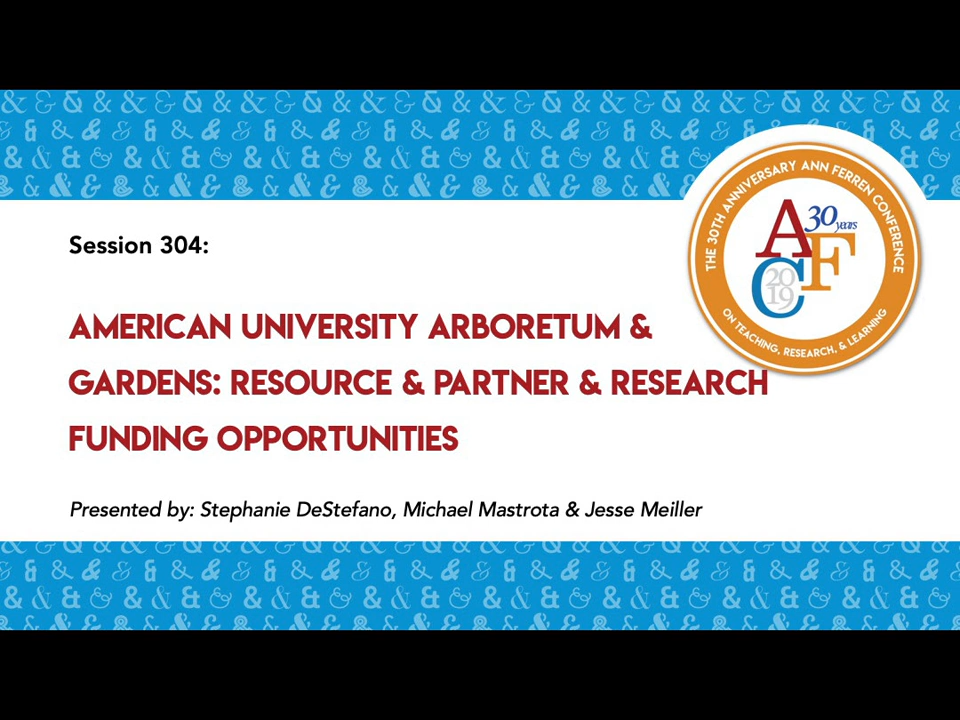 THE 30TH ANNIVERSARY ANN FERREN CONFERENCE
A 30 years
F
C 2019
ON TEACHING, RESEARCH, & LEARNING
Session 304:
AMERICAN UNIVERSITY ARBORETUM &
GARDENS: RESOURCE & PARTNER & RESEARCH
FUNDING OPPORTUNITIES
Presented by: Stephanie DeStefano, Michael Mastrota & Jesse Meiller